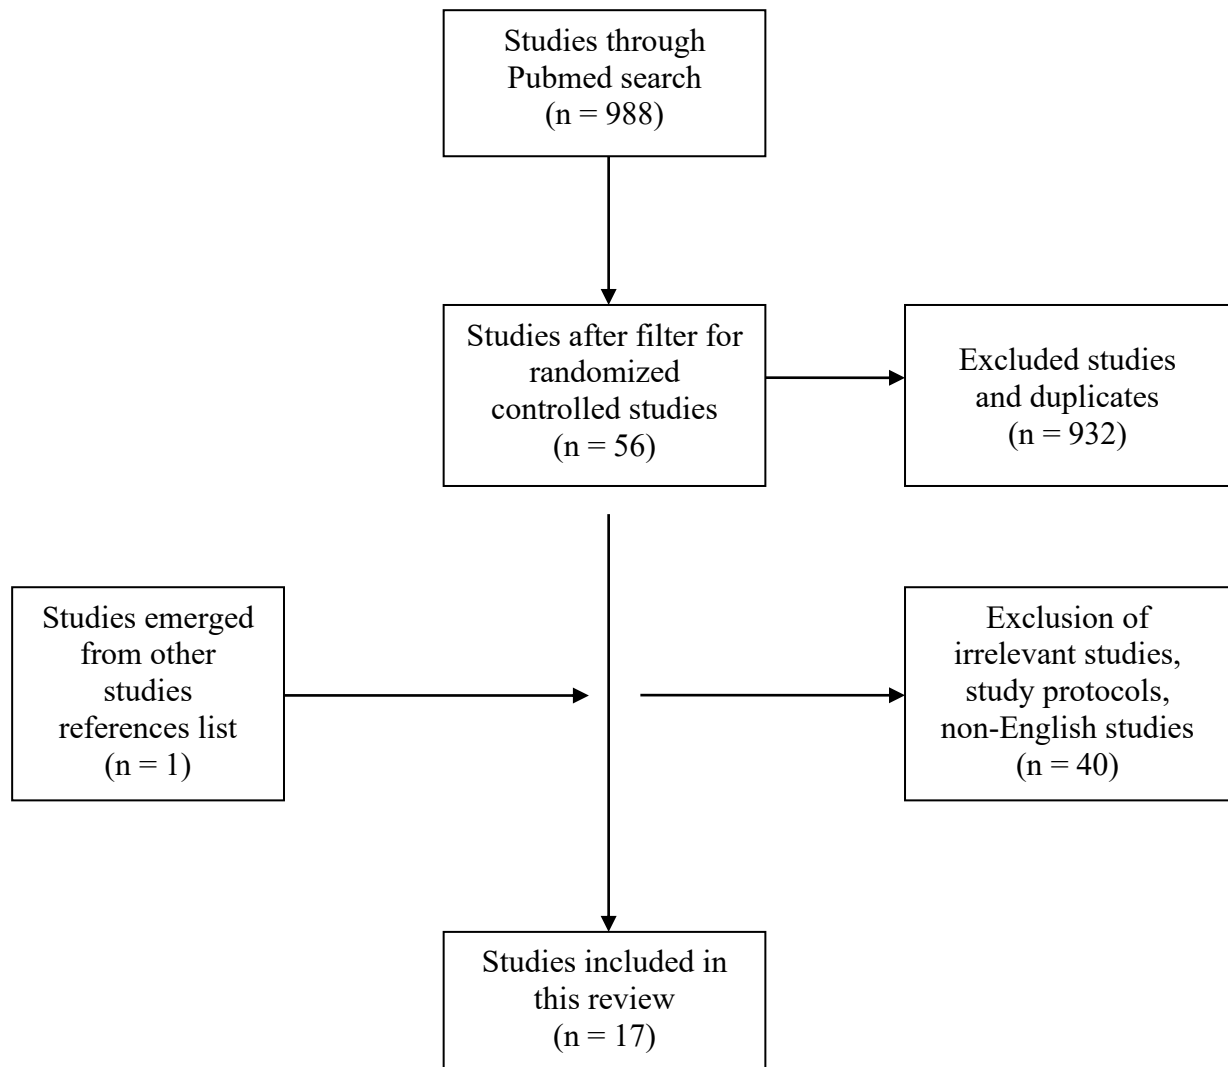 Studies through
Pubmed search
(n = 988)
Studies after filter for
randomized
controlled studies
(n = 56)
Excluded studies
and duplicates
(n = 932)
Studies emerged
from other
studies
references list
(n = 1)
Exclusion of
irrelevant studies,
study protocols,
non-English studies
(n = 40)
Studies included in
this review
(n = 17)